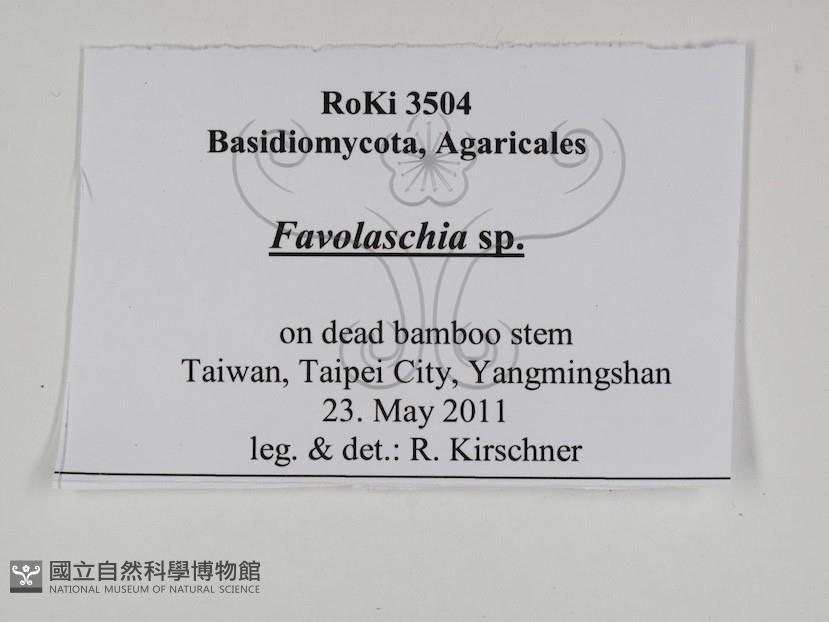 RoKi 3504
Basidiomycota, Agaricales
Favolaschia sp.
on dead bamboo stem
Taiwan, Taipei City, Yangmingshan
23. May 2011
leg. & det.: R. Kirschner
國立自然科學博物館
NATIONAL MUSEUM OF NATURAL SCIENCE